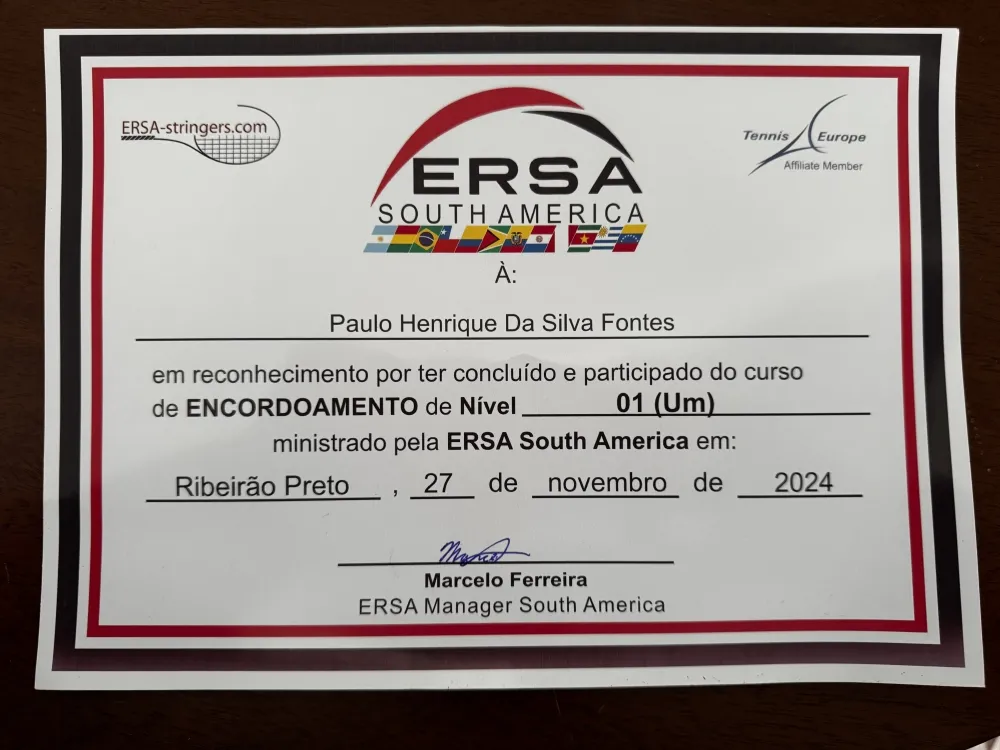 ERSA-stringers.com
ERSA
SOUTH AMERICA
Tennis Europe
Affiliate Member
À:
Paulo Henrique Da Silva Fontes
em reconhecimento por ter concluído e participado do curso
de ENCORDOAMENTO de Nível 01 (Um)
ministrado pela ERSA South America em:
Ribeirão Preto , 27 de novembro de 2024
Marcelo Ferreira
ERSA Manager South America